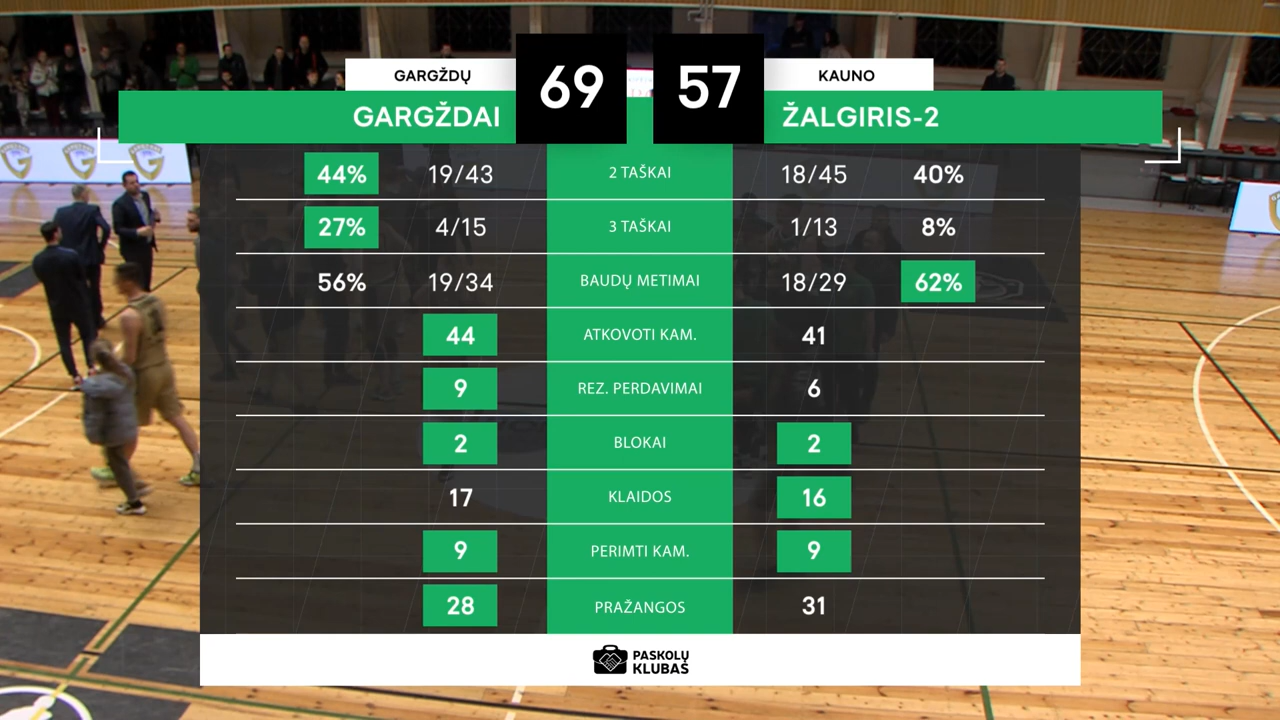 GARGŽDŲ
69
57
KAUNO
GARGŽDAI
ŽALGIRIS-2
44% 19/43 2 TAŠKAI 18/45 40%
27% 4/15 3 TAŠKAI 1/13 8%
56% 19/34 BAUDŲ METIMAI 18/29 62%
44 ATKOVOTI KAM. 41
9 REZ. PERDAVIMAI 6
2 BLOKAI 2
17 KLAIDOS 16
9 PERIMTI KAM. 9
28 PRAŽANGOS 31
PASKOLŲ
KLUBAS